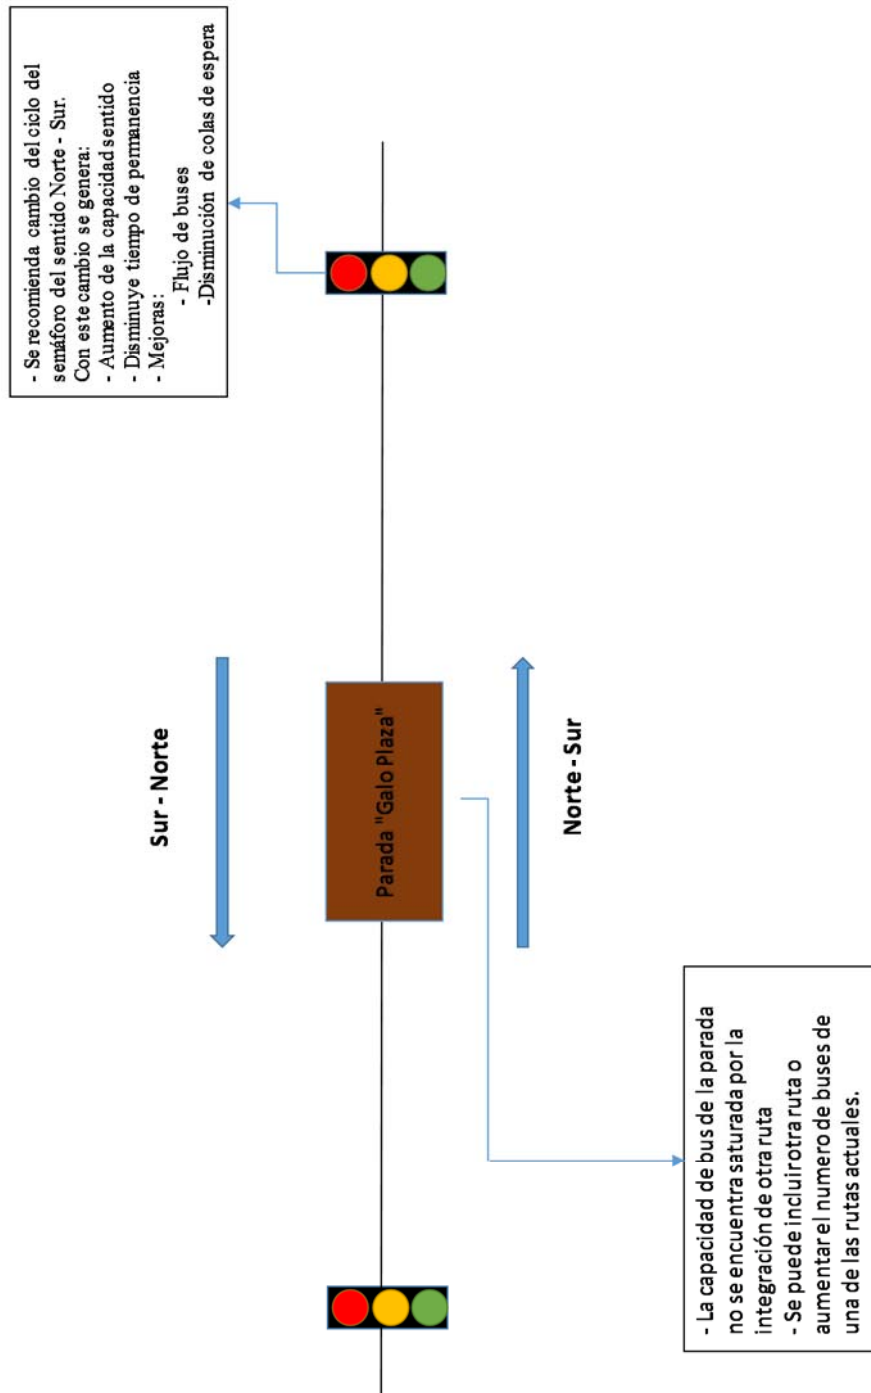 - Se recomienda cambio del ciclo del
semáforo del sentido Norte - Sur.
Con este cambio se genera:
- Aumento de la capacidad sentido
- Disminuye tiempo de permanencia
- Mejoras:
- Flujo de buses
-Disminución de colas de espera
Sur - Norte
Parada "Galo Plaza"
Norte - Sur
- La capacidad de bus de la parada
no se encuentra saturada por la
integración de otra ruta
- Se puede incluir otra ruta o
aumentar el numero de buses de
una de las rutas actuales.